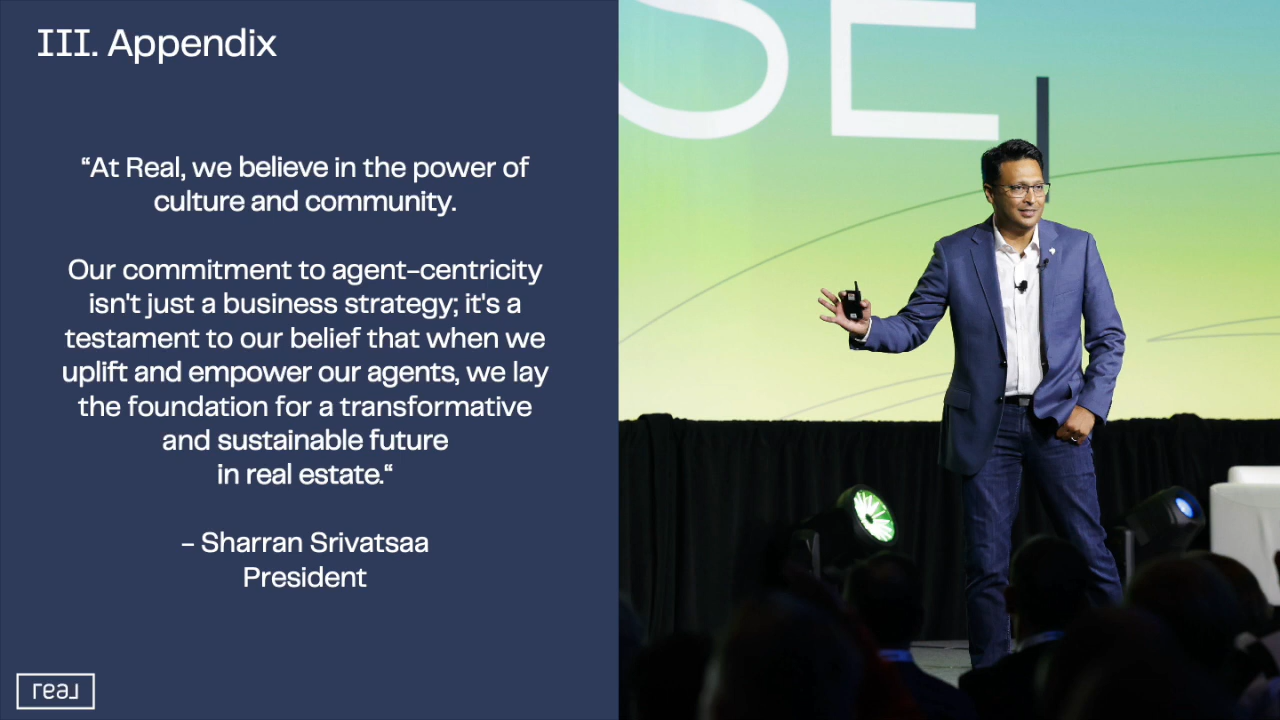 III. Appendix
“At Real, we believe in the power of
culture and community.
Our commitment to agent-centricity
isn't just a business strategy; it's a
testament to our belief that when we
uplift and empower our agents, we lay
the foundation for a transformative
and sustainable future
in real estate.“
– Sharran Srivatsaa
President
real
SE